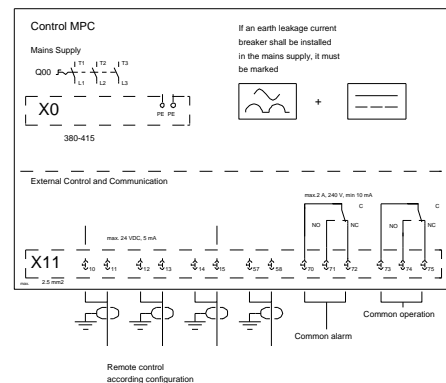 Control MPC
Mains Supply
T1 T2 T3
Q00
L1 L2 L3
X0
PE PE
380-415
If an earth leakage current
breaker shall be installed
in the mains supply, it must
be marked
+
External Control and Communication
max. 24 VDC, 5 mA
max.2 A, 240 V, min 10 mA
C C
NO NC NO NC
X11
10 11 12 13 14 15 57 58 70 71 72 73 74 75
max. 2.5 mm2
Common alarm
Common operation
Remote control
according configuration